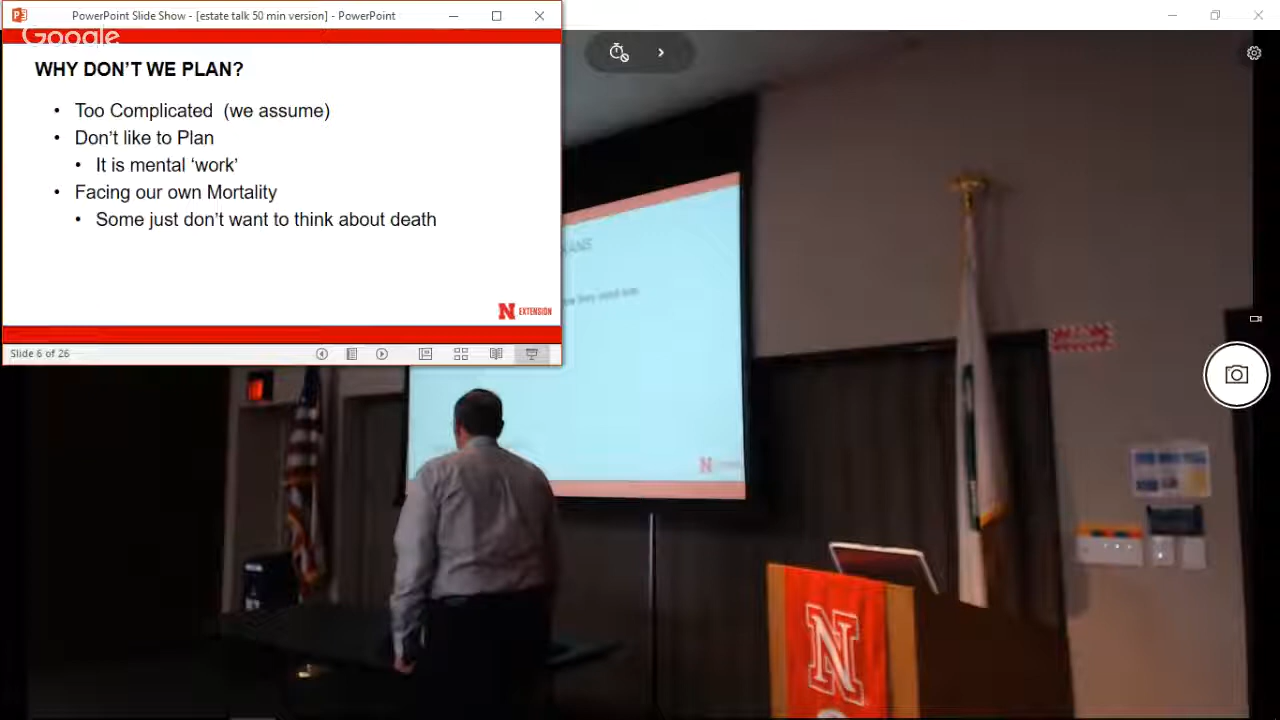 PowerPoint Slide Show - [estate talk 50 min version] - PowerPoint
Google
WHY DON'T WE PLAN?
• Too Complicated (we assume)
• Don't like to Plan
• It is mental 'work'
• Facing our own Mortality
• Some just don't want to think about death
N EXTENSION
Slide 6 of 26
N
N